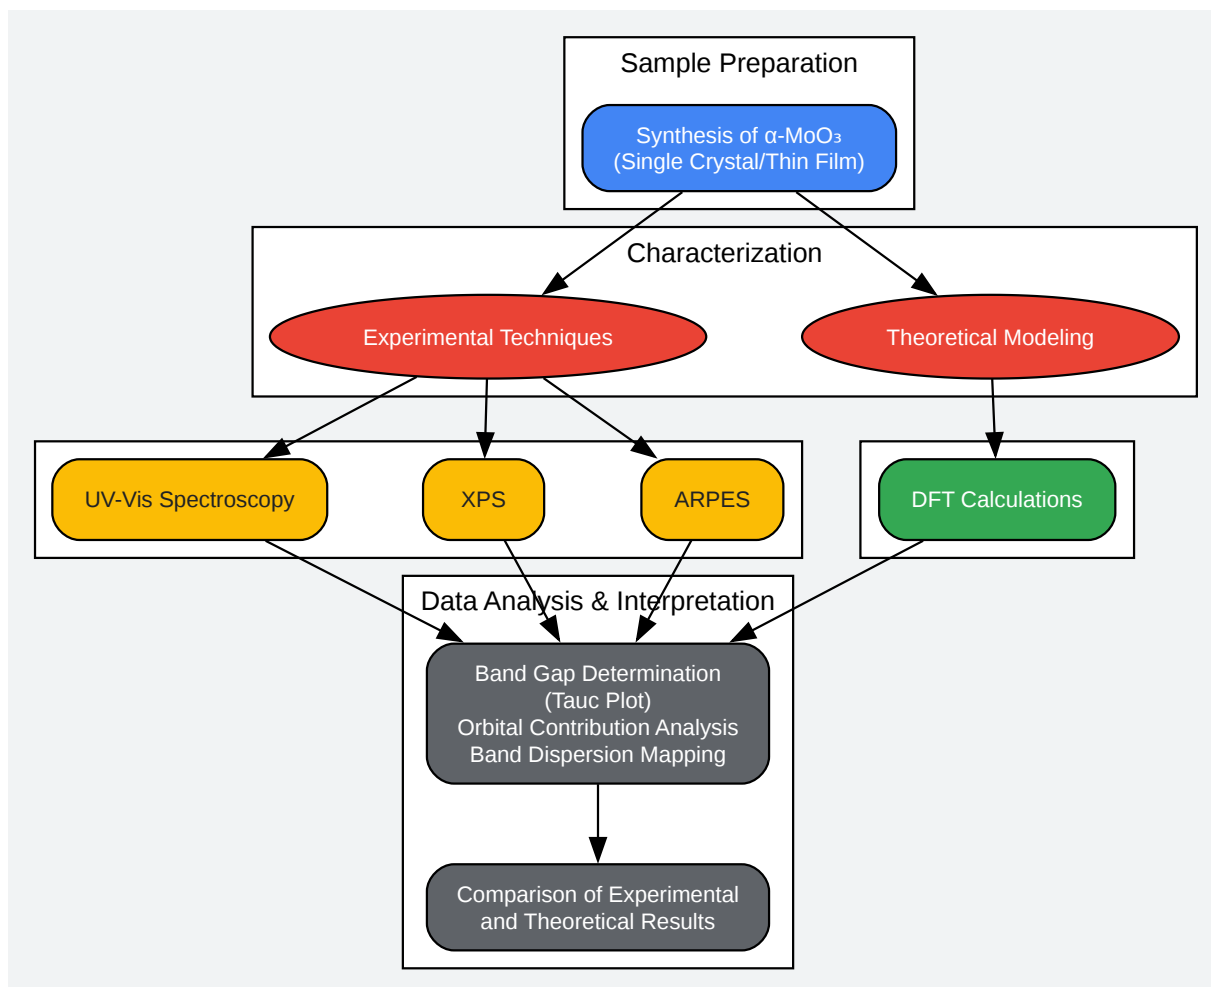 Sample Preparation
Synthesis of α-MoO₃
(Single Crystal/Thin Film)
Characterization
Experimental Techniques
Theoretical Modeling
UV-Vis Spectroscopy
XPS
ARPES
DFT Calculations
Data Analysis & Interpretation
Band Gap Determination
(Tauc Plot)
Orbital Contribution Analysis
Band Dispersion Mapping
Comparison of Experimental
and Theoretical Results